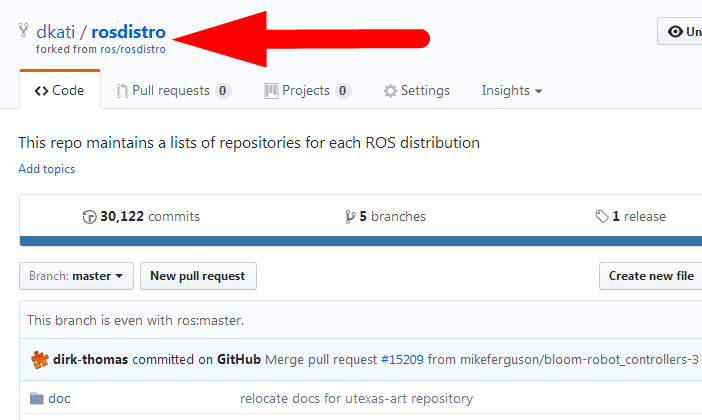 dkati / rosdistro
forked from ros/rosdistro
Un
Code Pull requests 0 Projects 0 Settings Insights
This repo maintains a lists of repositories for each ROS distribution
Add topics
30,122 commits 5 branches 1 release
Branch: master New pull request Create new file
This branch is even with ros:master.
dirk-thomas committed on GitHub Merge pull request #15209 from mikeferguson/bloom-robot_controllers-3
doc relocate docs for utexas-art repository